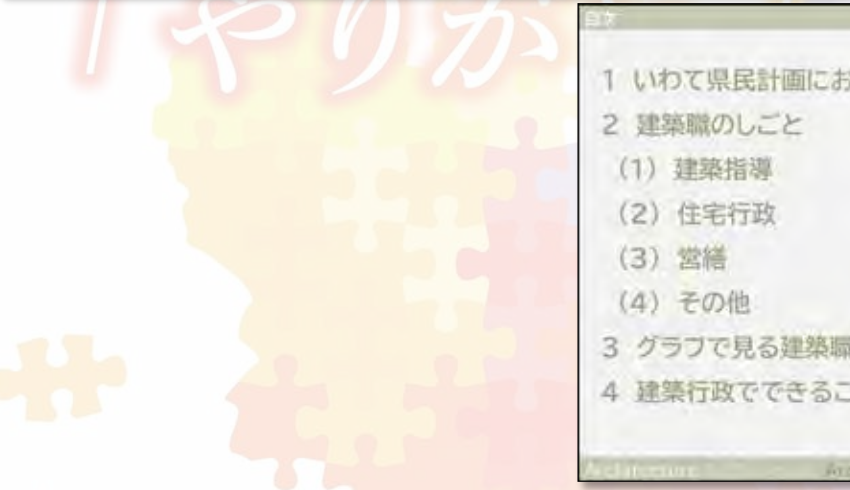 「やりが
目次
1 いわて県民計画にお
2 建築職のしごと
(1) 建築指導
(2) 住宅行政
(3) 営繕
(4) その他
3 グラフで見る建築職
4 建築行政でできるこ
Architecture